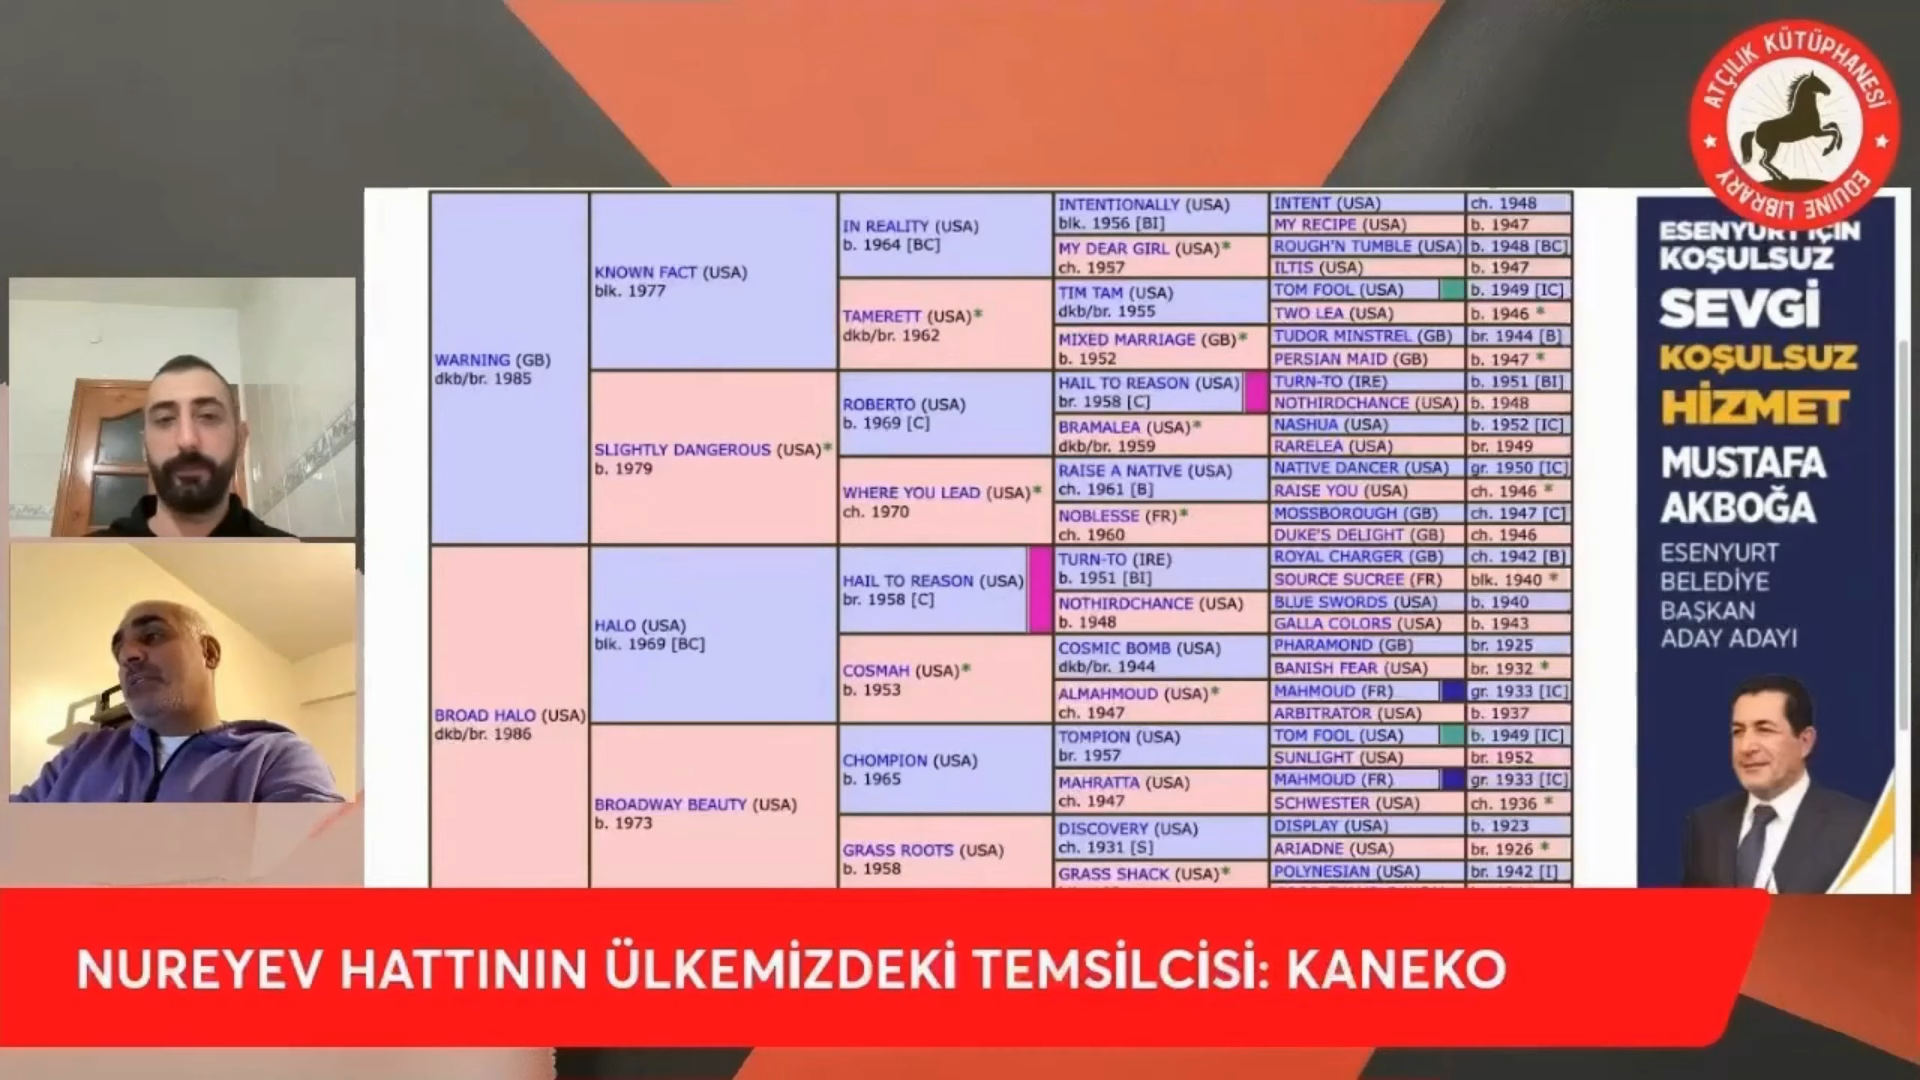 ATÇILIK KÜTÜPHANESİ
EQUINE LIBRARY
WARNING (GB)
dkb/br. 1985
BROAD HALO (USA)
dkb/br. 1986
KNOWN FACT (USA)
blk. 1977
SLIGHTLY DANGEROUS (USA)*
b. 1979
HALO (USA)
blk. 1969 [BC]
BROADWAY BEAUTY (USA)
b. 1973
IN REALITY (USA)
b. 1964 [BC]
TAMERETT (USA)*
dkb/br. 1962
ROBERTO (USA)
b. 1969 [C]
WHERE YOU LEAD (USA)*
ch. 1970
HAIL TO REASON (USA)
br. 1958 [C]
COSMAH (USA)*
b. 1953
CHOMPION (USA)
b. 1965
GRASS ROOTS (USA)
b. 1958
INTENTIONALLY (USA)
blk. 1956 [BI]
MY DEAR GIRL (USA)*
ch. 1957
TIM TAM (USA)
dkb/br. 1955
MIXED MARRIAGE (GB)*
b. 1952
HAIL TO REASON (USA)
br. 1958 [C]
BRAMALEA (USA)*
dkb/br. 1959
RAISE A NATIVE (USA)
ch. 1961 [B]
NOBLESSE (FR)*
ch. 1960
TURN-TO (IRE)
b. 1951 [BI]
NOTHIRDCHANCE (USA)
b. 1948
COSMIC BOMB (USA)
dkb/br. 1944
ALMAHMOUD (USA)*
ch. 1947
TOMPION (USA)
br. 1957
MAHRATTA (USA)
ch. 1947
DISCOVERY (USA)
ch. 1931 [S]
GRASS SHACK (USA)*
INTENT (USA) ch. 1948
MY RECIPE (USA) b. 1947
ROUGH'N TUMBLE (USA) b. 1948 [BC]
ILTIS (USA) b. 1947
TOM FOOL (USA) b. 1949 [IC]
TWO LEA (USA) b. 1946 *
TUDOR MINSTREL (GB) br. 1944 [B]
PERSIAN MAID (GB) b. 1947 *
TURN-TO (IRE) b. 1951 [BI]
NOTHIRDCHANCE (USA) b. 1948
NASHUA (USA) b. 1952 [IC]
RARELEA (USA) br. 1949
NATIVE DANCER (USA) gr. 1950 [IC]
RAISE YOU (USA) ch. 1946 *
MOSSBOROUGH (GB) ch. 1947 [C]
DUKE'S DELIGHT (GB) ch. 1946
ROYAL CHARGER (GB) ch. 1942 [B]
SOURCE SUCREE (FR) blk. 1940 *
BLUE SWORDS (USA) b. 1940
GALLA COLORS (USA) b. 1943
PHARAMOND (GB) br. 1925
BANISH FEAR (USA) br. 1932 *
MAHMOUD (FR) gr. 1933 [IC]
ARBITRATOR (USA) b. 1937
TOM FOOL (USA) b. 1949 [IC]
SUNLIGHT (USA) br. 1952
MAHMOUD (FR) gr. 1933 [IC]
SCHWESTER (USA) ch. 1936 *
DISPLAY (USA) b. 1923
ARIADNE (USA) br. 1926 *
POLYNESIAN (USA) br. 1942 [I]
ESENYURT İÇİN
KOŞULSUZ
SEVGİ
KOŞULSUZ
HİZMET
MUSTAFA
AKBOĞA
ESENYURT
BELEDİYE
BAŞKAN
ADAY ADAYI
NUREYEV HATTININ ÜLKEMİZDEKİ TEMSİLCİSİ: KANEKO